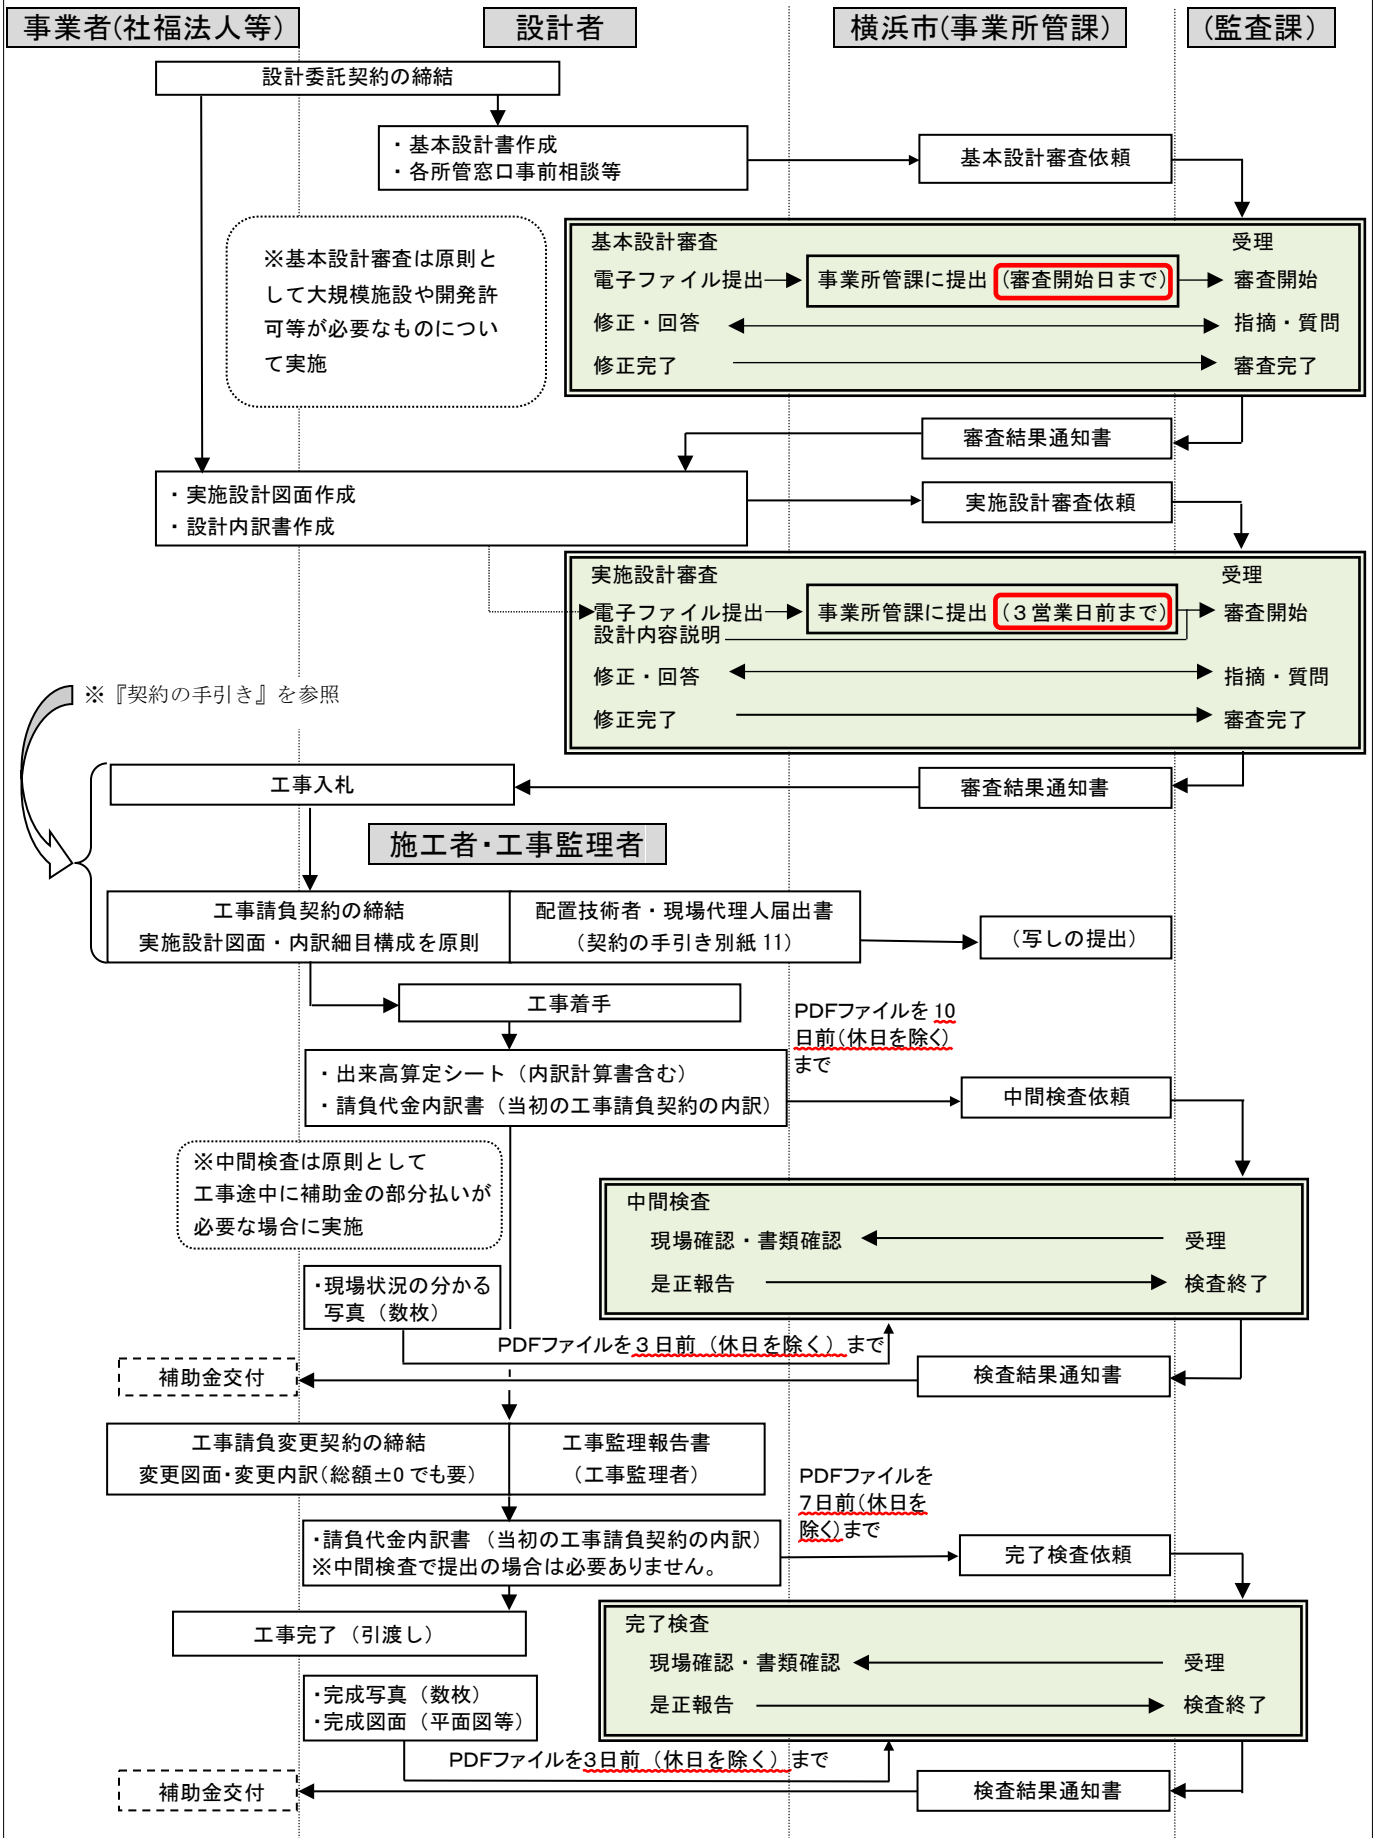 事業者(社福法人等)
設計者
横浜市(事業所管課)
(監査課)
設計委託契約の締結
・基本設計書作成
・各所管窓口事前相談等
基本設計審査依頼
※基本設計審査は原則と
して大規模施設や開発許
可等が必要なものについ
て実施
基本設計審査
受理
電子ファイル提出
事業所管課に提出 (審査開始日まで)
審査開始
修正・回答
指摘・質問
修正完了
審査完了
審査結果通知書
・実施設計図面作成
・設計内訳書作成
実施設計審査依頼
実施設計審査
受理
電子ファイル提出
事業所管課に提出 (3営業日前まで)
審査開始
設計内容説明
修正・回答
指摘・質問
修正完了
審査完了
※『契約の手引き』を参照
工事入札
審査結果通知書
施工者・工事監理者
工事請負契約の締結
実施設計図面・内訳細目構成を原則
配置技術者・現場代理人届出書
(契約の手引き別紙 11)
(写しの提出)
工事着手
PDFファイルを 10
日前(休日を除く)
まで
・出来高算定シート(内訳計算書含む)
・請負代金内訳書(当初の工事請負契約の内訳)
中間検査依頼
※中間検査は原則として
工事途中に補助金の部分払いが
必要な場合に実施
中間検査
現場確認・書類確認
受理
是正報告
検査終了
・現場状況の分かる
写真(数枚)
PDFファイルを3日前(休日を除く)まで
補助金交付
検査結果通知書
工事請負変更契約の締結
変更図面・変更内訳(総額±0でも要)
工事監理報告書
(工事監理者)
PDFファイルを
7日前(休日を
除く)まで
・請負代金内訳書 (当初の工事請負契約の内訳)
※中間検査で提出の場合は必要ありません。
完了検査依頼
工事完了(引渡し)
完了検査
現場確認・書類確認
受理
是正報告
検査終了
・完成写真(数枚)
・完成図面(平面図等)
PDFファイルを3日前(休日を除く)まで
補助金交付
検査結果通知書